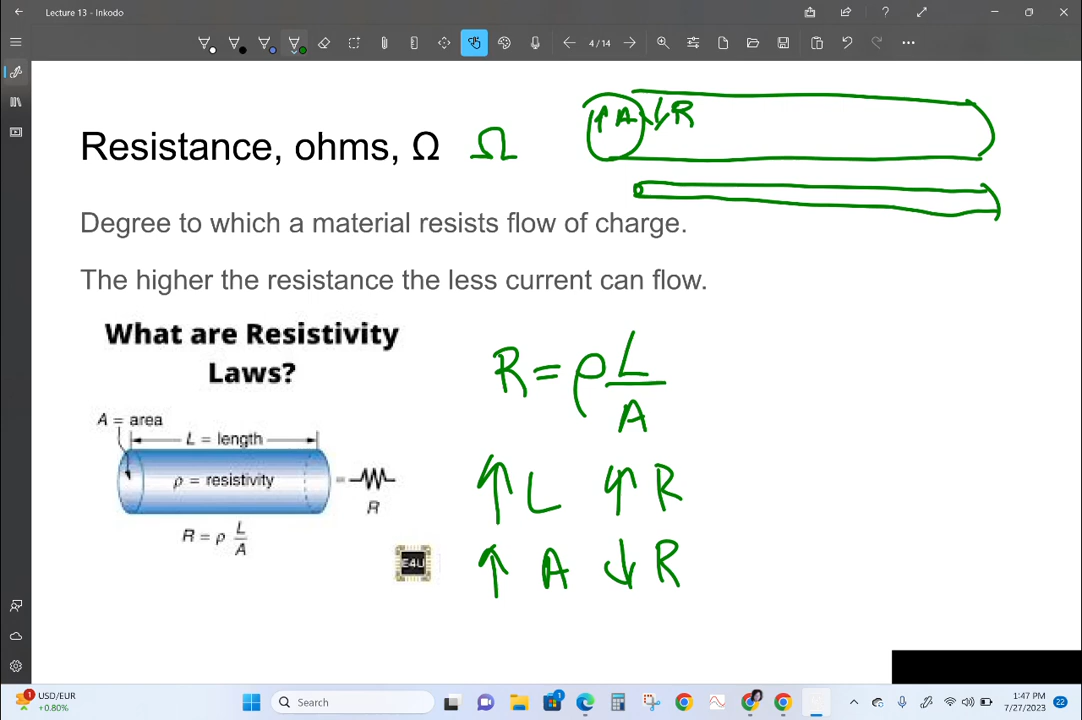 Lecture 13 - Inkodo
4 / 14
↑ A ↓ R
Resistance, ohms, Ω Ω
Degree to which a material resists flow of charge.
The higher the resistance the less current can flow.
What are Resistivity
Laws?
A = area
L = length
ρ = resistivity
=
R
R = ρ L/A
E4U
R = ρ L/A
↑ L ↑ R
↑ A ↓ R
1
USD/EUR
+0.80%
Search
1:47 PM
7/27/2023
22